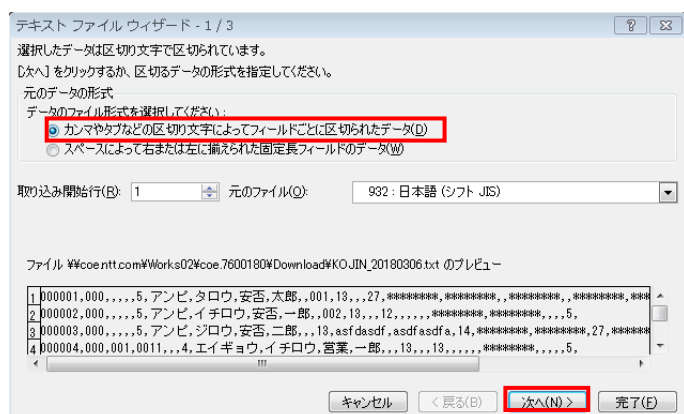 テキスト ファイル ウィザード - 1 / 3
選択したデータは区切り文字で区切られています。
[次へ] をクリックするか、区切るデータの形式を指定してください。
元のデータの形式
データのファイル形式を選択してください:
カンマやタブなどの区切り文字によってフィールドごとに区切られたデータ(D)
スペースによって右または左に揃えられた固定長フィールドのデータ(W)
取り込み開始行(R): 1 元のファイル(O): 932 : 日本語 (シフト JIS)
ファイル ¥¥coe.ntt.com¥Works02¥coe.7600180¥Download¥KOJIN_20180306.txt のプレビュー
1 000001,000,,,,,5,アンピ,タロウ,安否,太郎,,001,13,,,27,*********,*********,,*********,,*********,***
2 000002,000,,,,,5,アンピ,イチロウ,安否,一郎,,002,13,,,12,,,,,,*********,,,,5,
3 000003,000,,,,,5,アンピ,ジロウ,安否,二郎,,,13,asfdasdf,asdfasdfa,14,*********,*********,27,******
4 000004,000,001,0011,,,4,エイギョウ,イチロウ,営業,一郎,,,13,,,13,,,,,,*********,,,,,5,
キャンセル < 戻る(B) 次へ(N) > 完了(F)